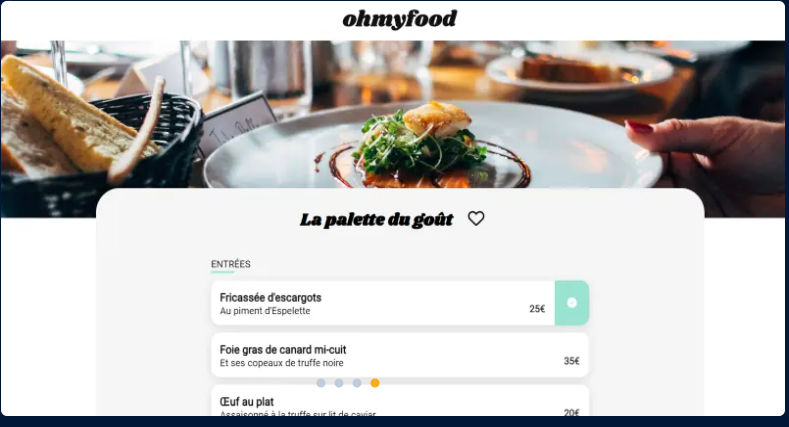 ohmyfood
La palette du goût
ENTRÉES
Fricassée d'escargots
Au piment d'Espelette
25€
Foie gras de canard mi-cuit
Et ses copeaux de truffe noire
35€
Œuf au plat
Assaisonné à la truffe sur lit de caviar
20€